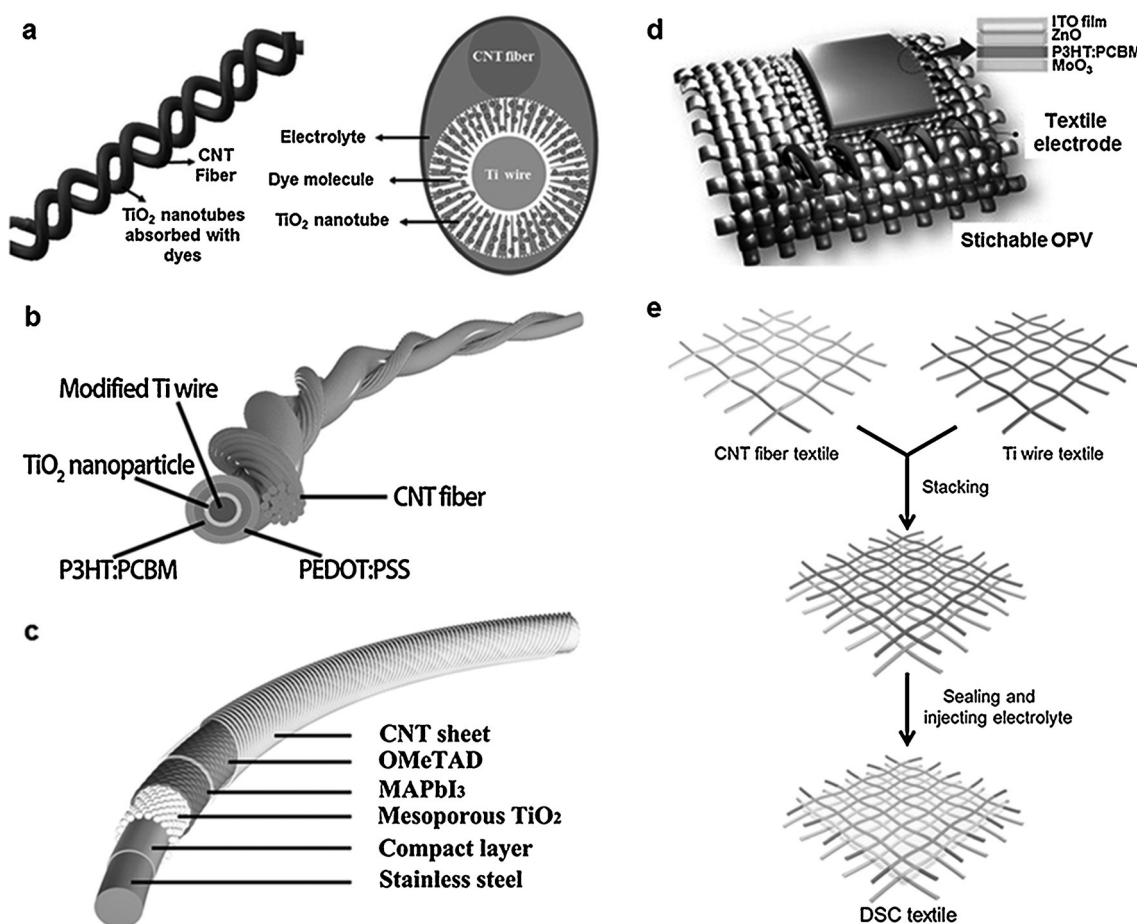 a
CNT
Fiber
TiO2 nanotubes
absorbed with
dyes
CNT fiber
Electrolyte
Dye molecule
Ti wire
TiO2 nanotube
b
Modified Ti wire
TiO2 nanoparticle
CNT fiber
P3HT:PCBM
PEDOT:PSS
c
CNT sheet
OMeTAD
MAPbI3
Mesoporous TiO2
Compact layer
Stainless steel
d
ITO film
ZnO
P3HT:PCBM
MoO3
Textile
electrode
Stichable OPV
e
CNT fiber textile
Ti wire textile
Stacking
Sealing and
injecting electrolyte
DSC textile